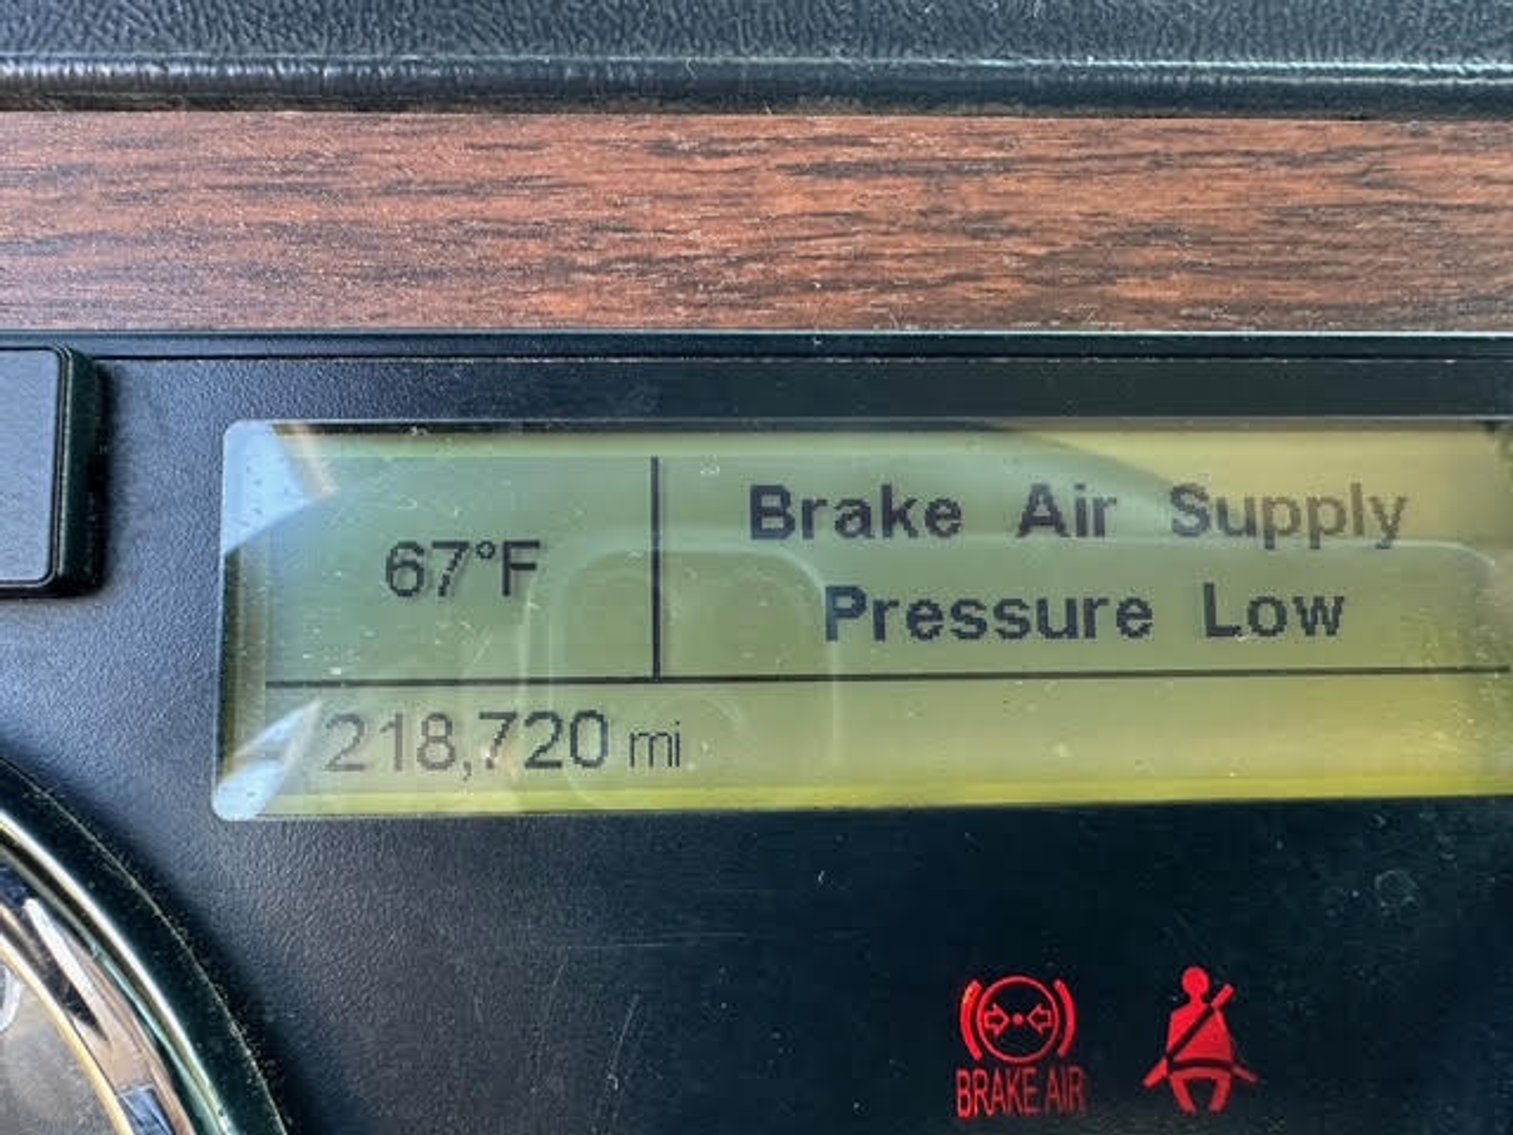 Brake Air Supply
67°F
Pressure Low
218,720 mi
BRAKE AIR